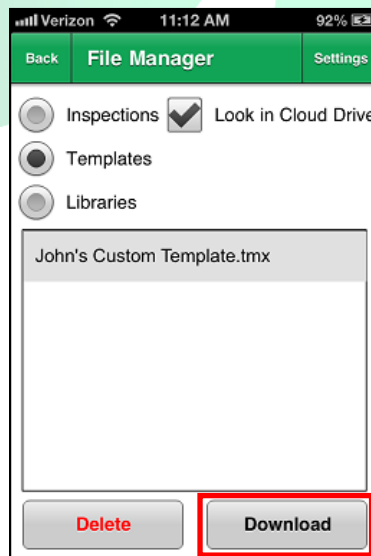 Verizon 11:12 AM 92%
Back File Manager Settings
Inspections Look in Cloud Drive
Templates
Libraries
John's Custom Template.tmx
Delete Download